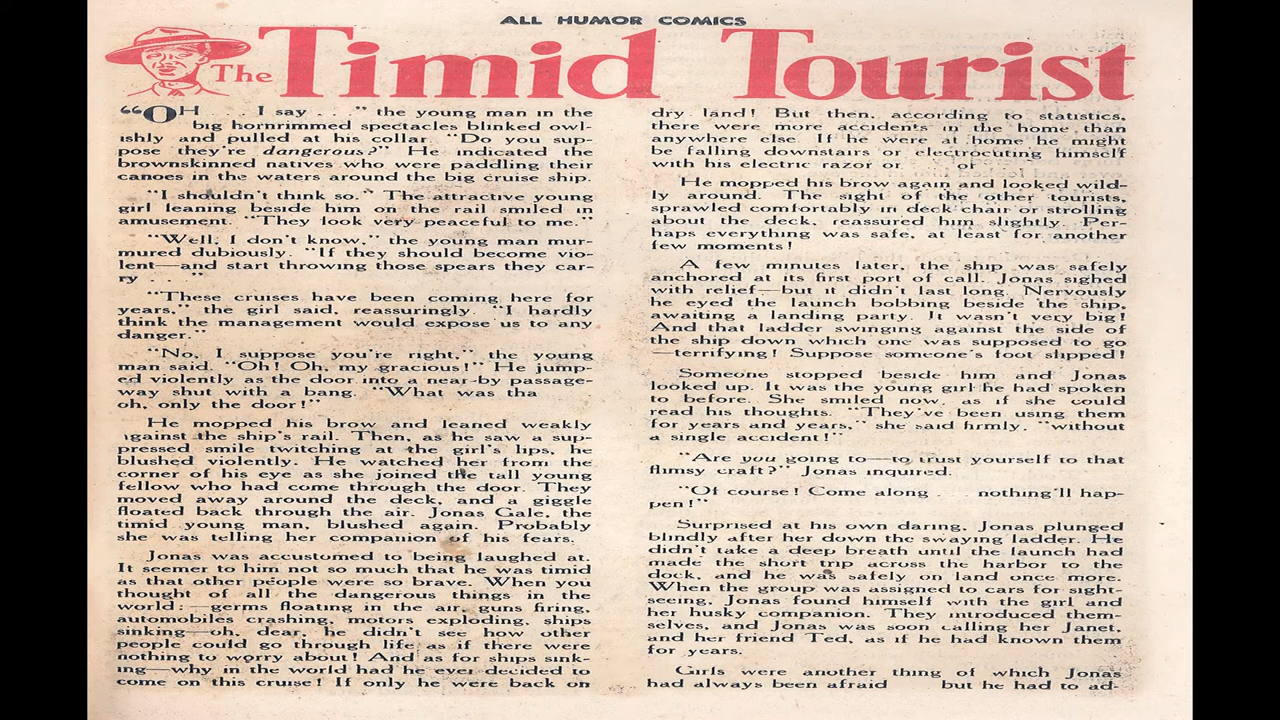 ALL HUMOR COMICS
The Timid Tourist
"OH . . I say . . ." the young man in the
big hornrimmed spectacles blinked owl-
ishly and pulled at his collar. "Do you sup-
pose they're dangerous?" He indicated the
brownskinned natives who were paddling their
canoes in the waters around the big cruise ship.
"I shouldn't think so." The attractive young
girl leaning beside him on the rail smiled in
amusement. "They look very peaceful to me."
"Well, I don't know," the young man mur-
mured dubiously. "If they should become vio-
lent—and start throwing those spears they car-
ry . . ."
"These cruises have been coming here for
years," the girl said, reassuringly. "I hardly
think the management would expose us to any
danger."
"No, I suppose you're right," the young
man said. "Oh! Oh, my gracious!" He jump-
ed violently as the door into a near-by passage-
way shut with a bang. "What was tha
oh, only the door!"
He mopped his brow and leaned weakly
against the ship's rail. Then, as he saw a sup-
pressed smile twitching at the girl's lips, he
blushed violently. He watched her from the
corner of his eye as she joined the tall young
fellow who had come through the door. They
moved away around the deck, and a giggle
floated back through the air. Jonas Gale, the
timid young man, blushed again. Probably
she was telling her companion of his fears.
Jonas was accustomed to being laughed at.
It seemer to him not so much that he was timid
as that other people were so brave. When you
thought of all the dangerous things in the
world:—germs floating in the air, guns firing,
automobiles crashing, motors exploding, ships
sinking—oh, dear, he didn't see how other
people could go through life as if there were
nothing to worry about! And as for ships sink-
ing—why in the world had he ever decided to
come on this cruise! If only he were back on
dry land! But then, according to statistics,
there were more accidents in the home than
anywhere else. If he were at home he might
be falling downstairs or electrocuting himself
with his electric razor or
He mopped his brow again and looked wild-
ly around. The sight of the other tourists,
sprawled comfortably in deck chair or strolling
about the deck, reassured him slightly. Per-
haps everything was safe, at least for another
few moments!
A few minutes later, the ship was safely
anchored at its first port of call. Jonas sighed
with relief—but it didn't last long. Nervously
he eyed the launch bobbing beside the ship,
awaiting a landing party. It wasn't very big!
And that ladder swinging against the side of
the ship down which one was supposed to go
—terrifying! Suppose someone's foot slipped!
Someone stopped beside him and Jonas
looked up. It was the young girl he had spoken
to before. She smiled now, as if she could
read his thoughts. "They've been using them
for years and years," she said firmly. "without
a single accident!"
"Are you going to—to trust yourself to that
flimsy craft?" Jonas inquired.
"Of course! Come along . . nothing'll hap-
pen!"
Surprised at his own daring, Jonas plunged
blindly after her down the swaying ladder. He
didn't take a deep breath until the launch had
made the short trip across the harbor to the
dock, and he was safely on land once more.
When the group was assigned to cars for sight-
seeing, Jonas found himself with the girl and
her husky companion. They introduced them-
selves, and Jonas was soon calling her Janet,
and her friend Ted, as if he had known them
for years.
Girls were another thing of which Jonas
had always been afraid but he had to ad-